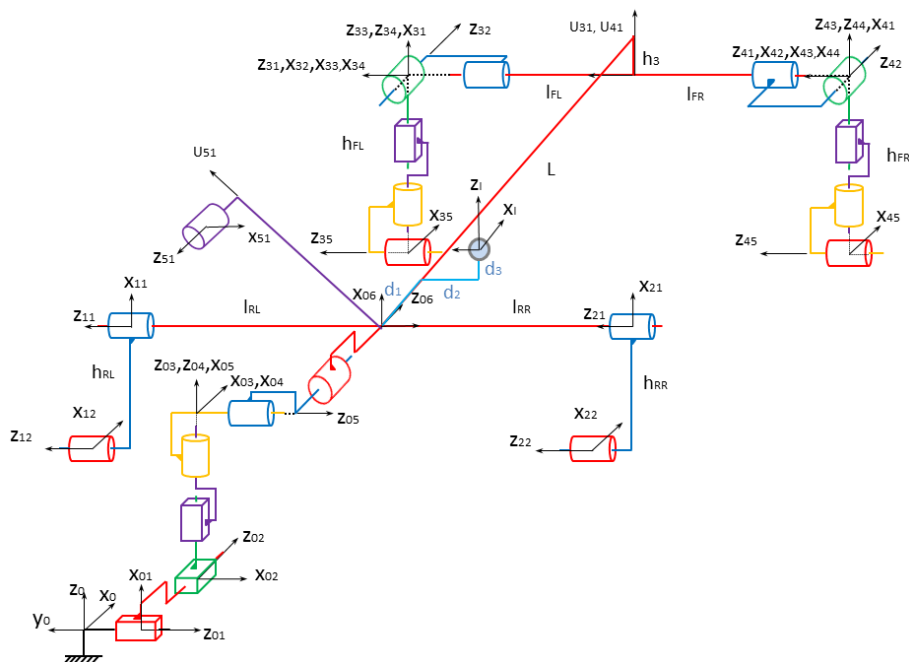 U31, U41
z43,z44,x41
z33,z34,x31
z32
h3
z41,x42,x43,x44
z42
z31,x32,x33,x34
lFL
lFR
hFL
hFR
L
U51
zI
xI
x35
x45
z35
x51
z45
z51
d3
d1
d2
x06
z06
x11
x21
z11
lRL
lRR
z21
z03,z04,x05
hRL
x03,x04
hRR
x12
x22
z05
z12
z22
z02
x01
x02
z0
x0
y0
z01